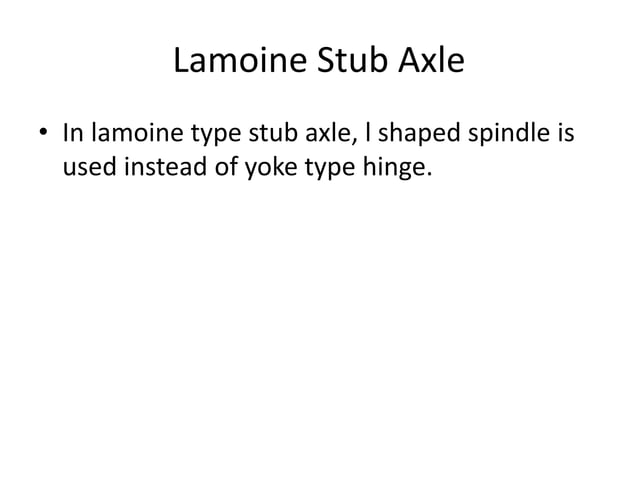 Lamoine Stub Axle
• In lamoine type stub axle, l shaped spindle is
used instead of yoke type hinge.